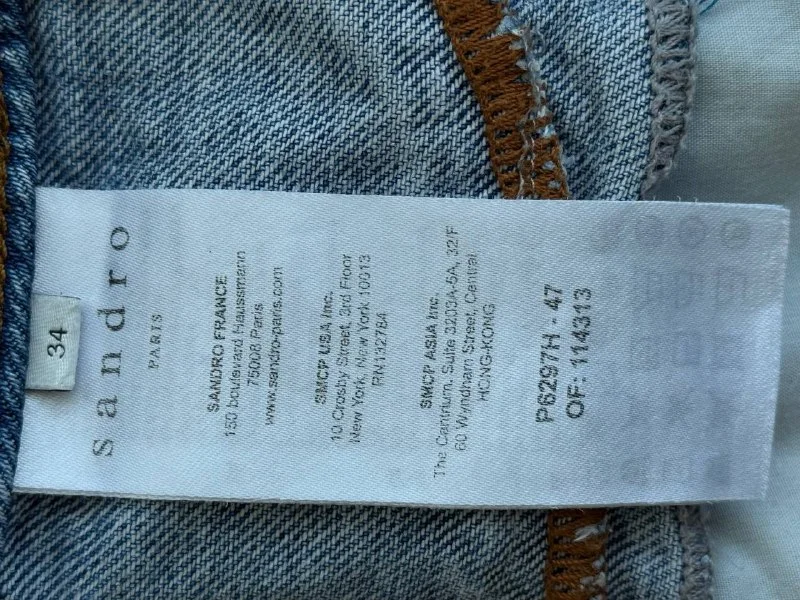 34
sandro
PARIS
SANDRO FRANCE
150 boulevard Haussmann
75008 Paris
www.sandro-paris.com
SMCP USA Inc.
10 Crosby Street, 3rd Floor
New York, New York 10013
RN132784
SMCP ASIA Inc.
The Centrium, Suite 3203A-5A, 32/F
60 Wyndham Street, Central
HONG-KONG
P6297H - 47
OF: 114313